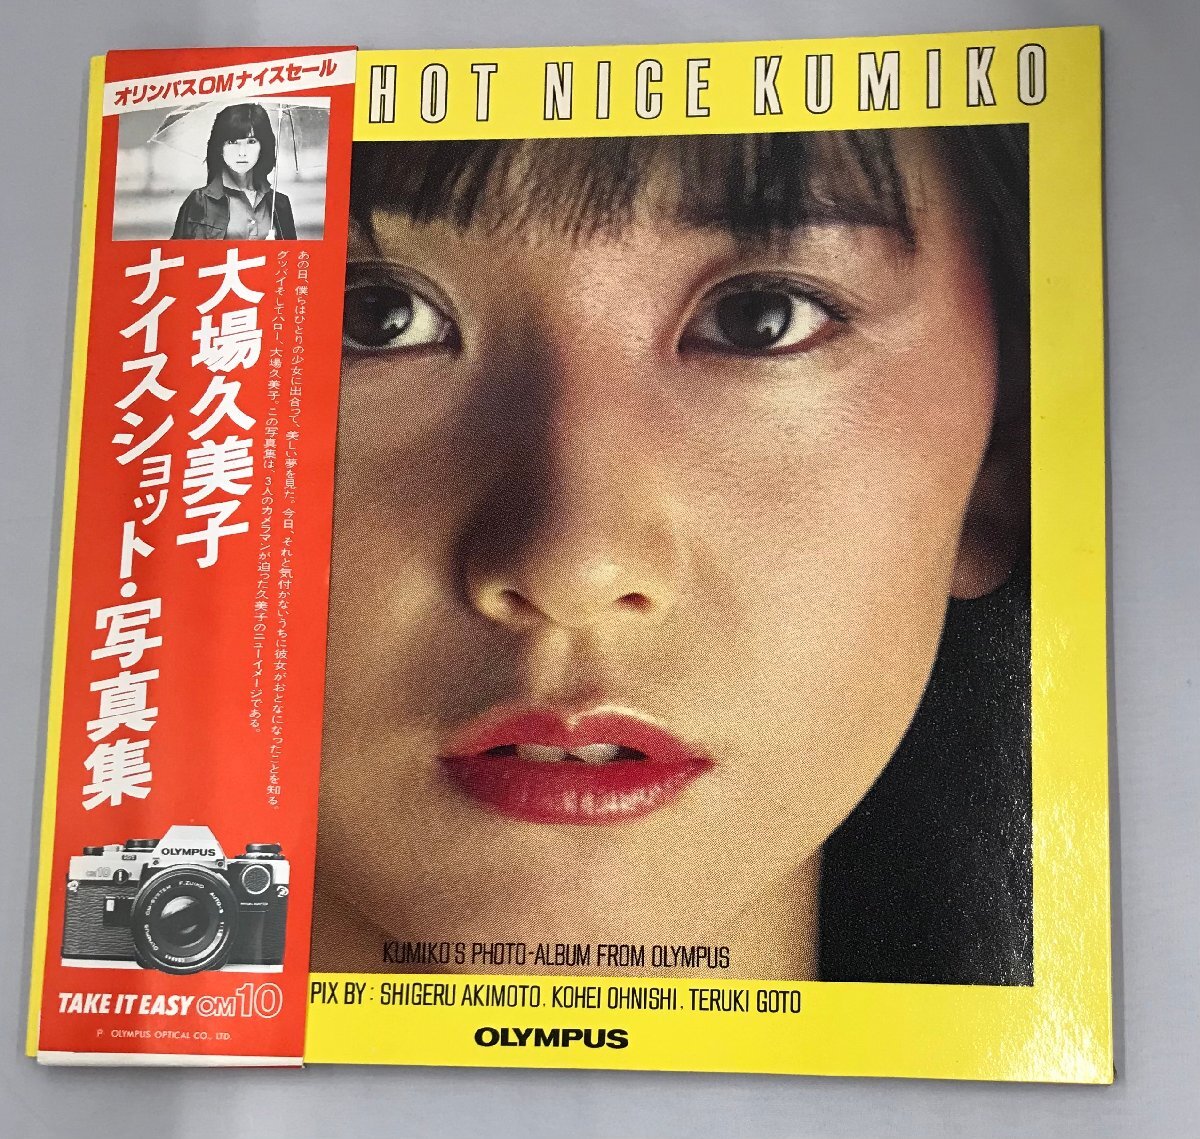 オリンパスOMナイスセール
HOT NICE KUMIKO
大場久美子
ナイスショット・写真集
あの日、僕らはひとりの少女に出合って、美しい夢を見た。今日、それと気付かないうちに彼女がおとなになったことを知る。
グッバイそしてハロー、大場久美子。この写真集は、3人のカメラマンが迫った久美子のニューイメージである。
OLYMPUS
OM10
OM-SYSTEM F.ZUIKO AUTO-S
TAKE IT EASY OM10
P OLYMPUS OPTICAL CO., LTD.
KUMIKO'S PHOTO-ALBUM FROM OLYMPUS
PIX BY: SHIGERU AKIMOTO, KOHEI OHNISHI, TERUKI GOTO
OLYMPUS